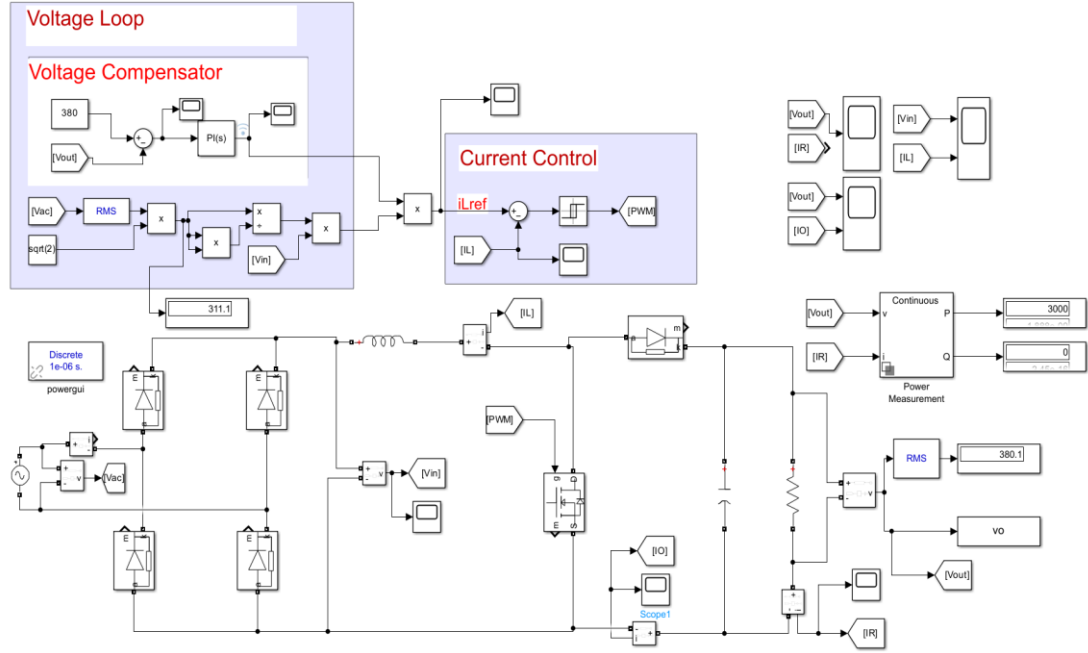 Voltage Loop
Voltage Compensator
380
+
−
PI(s)
[Vout]
[Vac]
RMS
x
x
÷
x
x
sqrt(2)
[Vin]
311.1
x
Current Control
iLref
+
−
[PWM]
[IL]
[Vout]
[IR]
[Vin]
[IL]
[Vout]
[IO]
Discrete
1e-06 s.
powergui
[IL]
i
+
-
a
k
m
[PWM]
g
D
S
m
[Vin]
+
-
v
[Vac]
+
-
v
+
-
i
[Vout]
[IR]
Continuous
v
i
P
Q
3000
0
Power
Measurement
RMS
380.1
vo
[Vout]
+
-
v
[IO]
Scope1
-
i
+
+
-
i
[IR]